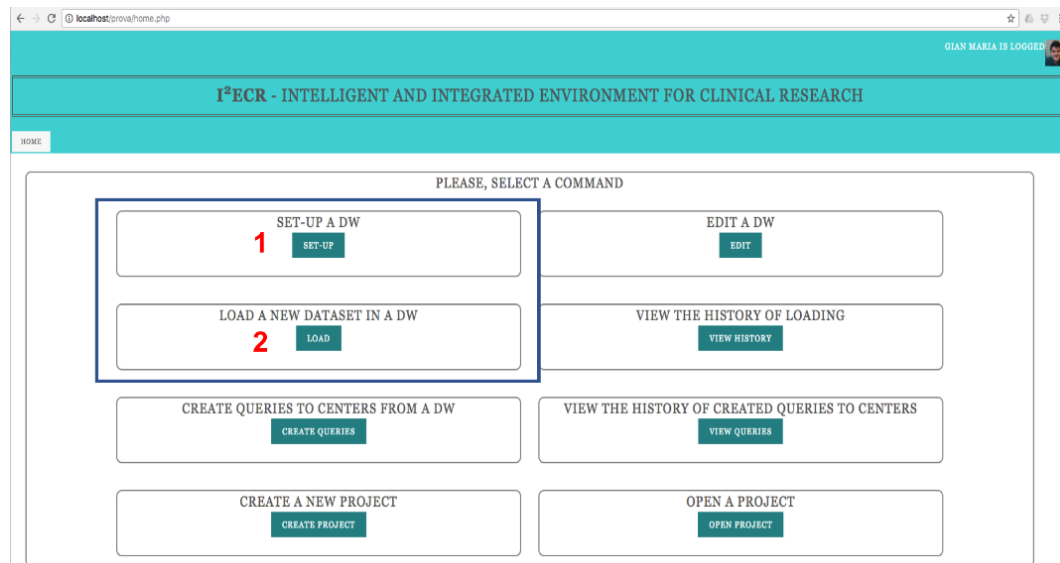 localhost/prova/home.php
GIAN MARIA IS LOGGED
I²ECR - INTELLIGENT AND INTEGRATED ENVIRONMENT FOR CLINICAL RESEARCH
HOME
PLEASE, SELECT A COMMAND
SET-UP A DW
1
SET-UP
EDIT A DW
EDIT
LOAD A NEW DATASET IN A DW
2
LOAD
VIEW THE HISTORY OF LOADING
VIEW HISTORY
CREATE QUERIES TO CENTERS FROM A DW
CREATE QUERIES
VIEW THE HISTORY OF CREATED QUERIES TO CENTERS
VIEW QUERIES
CREATE A NEW PROJECT
CREATE PROJECT
OPEN A PROJECT
OPEN PROJECT